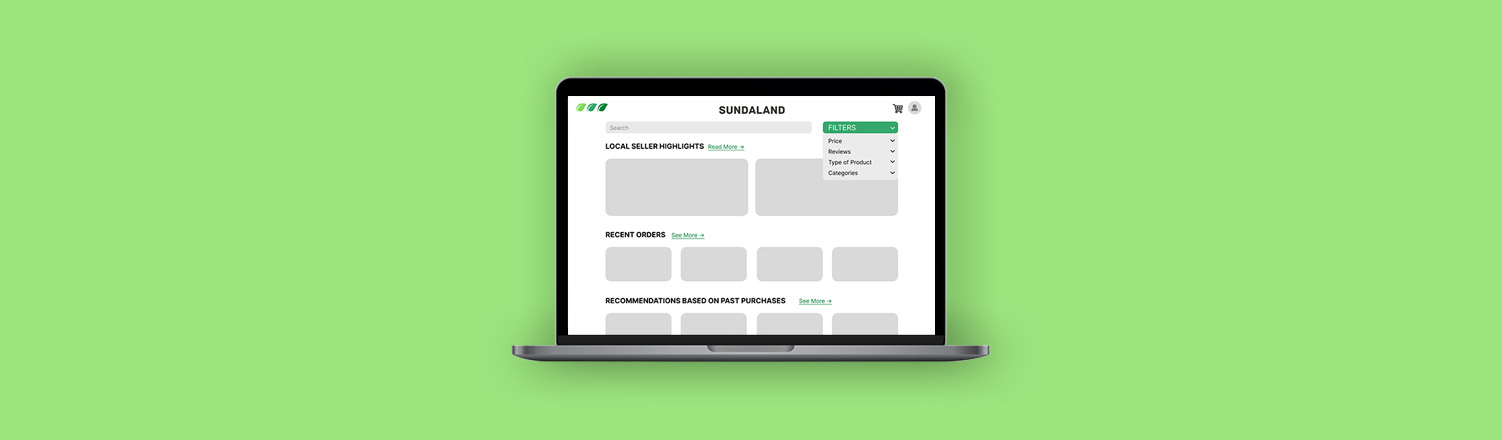 SUNDALAND
Search
FILTERS
Price
Reviews
Type of Product
Categories
LOCAL SELLER HIGHLIGHTS Read More →
RECENT ORDERS See More →
RECOMMENDATIONS BASED ON PAST PURCHASES See More →